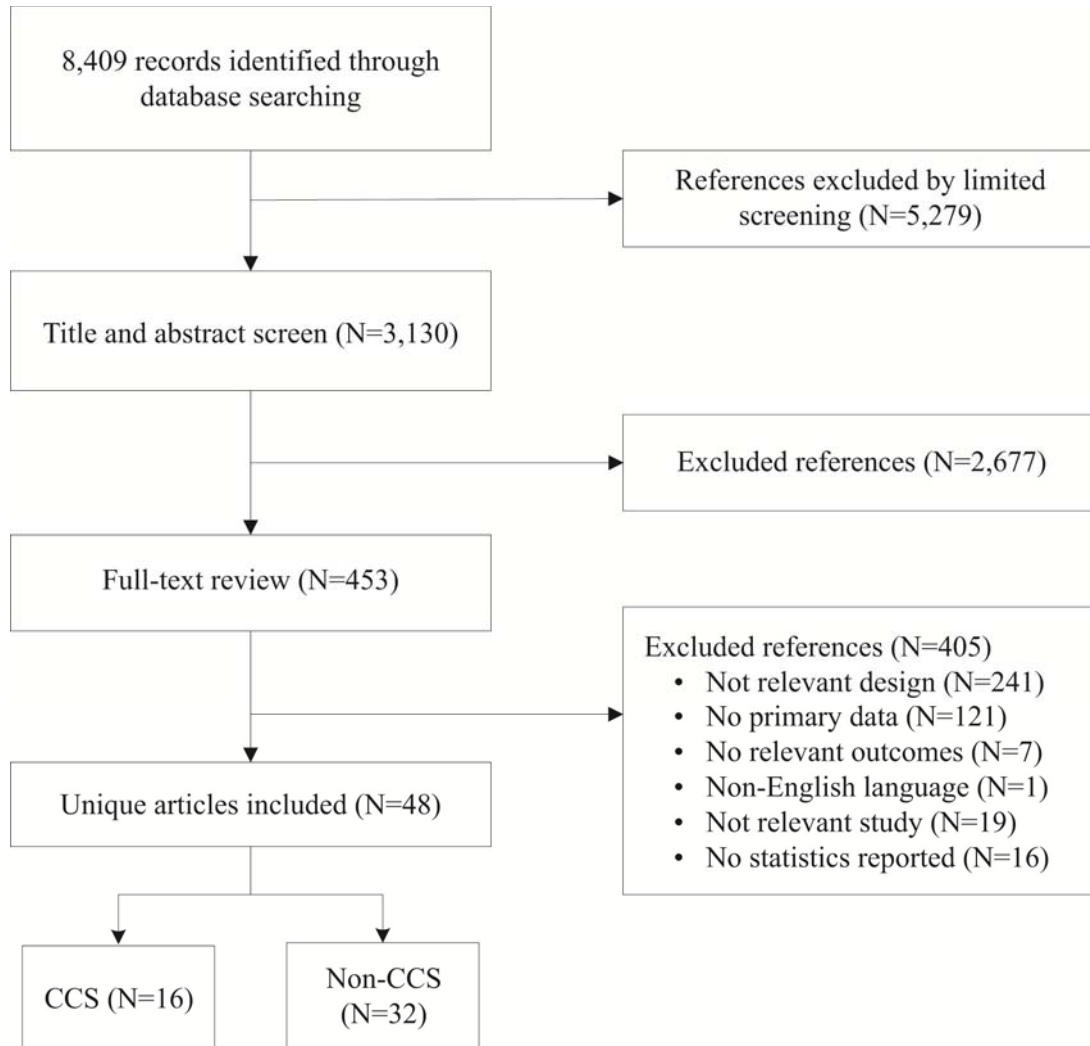 8,409 records identified through
database searching
References excluded by limited
screening (N=5,279)
Title and abstract screen (N=3,130)
Excluded references (N=2,677)
Full-text review (N=453)
Excluded references (N=405)
• Not relevant design (N=241)
• No primary data (N=121)
• No relevant outcomes (N=7)
• Non-English language (N=1)
• Not relevant study (N=19)
• No statistics reported (N=16)
Unique articles included (N=48)
CCS (N=16)
Non-CCS
(N=32)